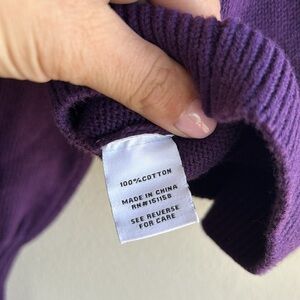 100% COTTON
MADE IN CHINA
RN#151158
SEE REVERSE
FOR CARE